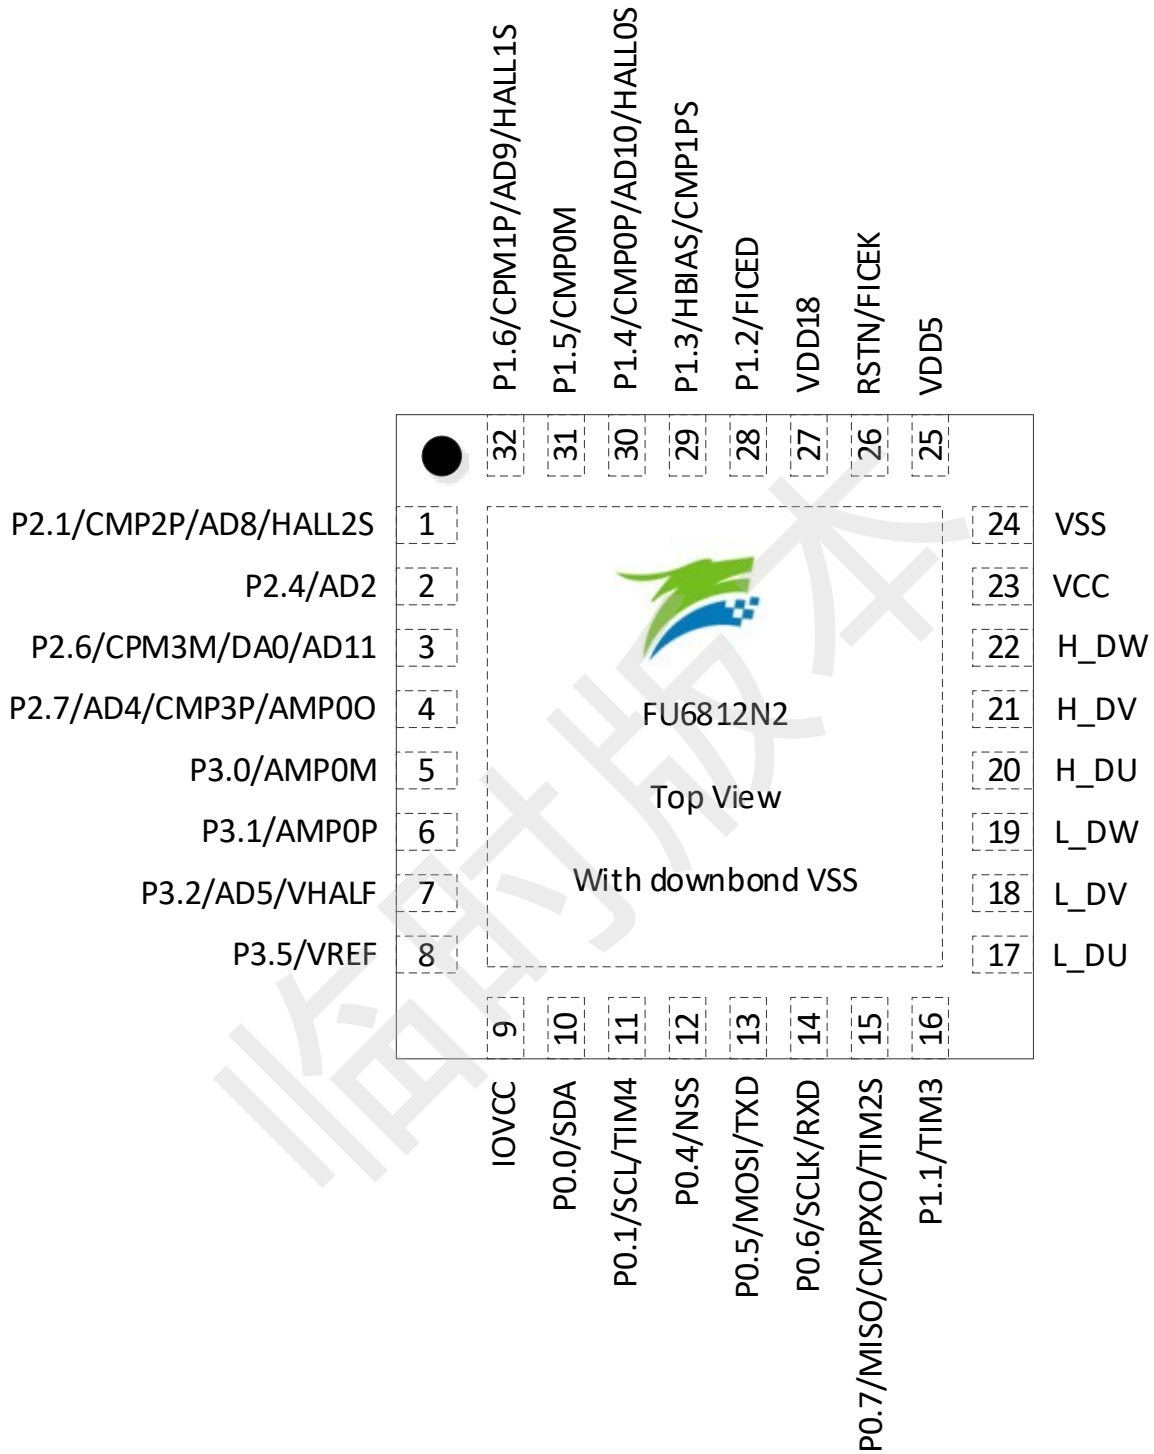 P1.6/CPM1P/AD9/HALL1S
P1.5/CMP0M
P1.4/CMP0P/AD10/HALL0S
P1.3/HBIAS/CMP1PS
P1.2/FICED
VDD18
RSTN/FICEK
VDD5
32
31
30
29
28
27
26
25
P2.1/CMP2P/AD8/HALL2S
1
P2.4/AD2
2
P2.6/CPM3M/DA0/AD11
3
P2.7/AD4/CMP3P/AMP0O
4
P3.0/AMP0M
5
P3.1/AMP0P
6
P3.2/AD5/VHALF
7
P3.5/VREF
8
FU6812N2
Top View
With downbond VSS
24
VSS
23
VCC
22
H_DW
21
H_DV
20
H_DU
19
L_DW
18
L_DV
17
L_DU
9
10
11
12
13
14
15
16
IOVCC
P0.0/SDA
P0.1/SCL/TIM4
P0.4/NSS
P0.5/MOSI/TXD
P0.6/SCLK/RXD
P0.7/MISO/CMPXO/TIM2S
P1.1/TIM3
临时版本